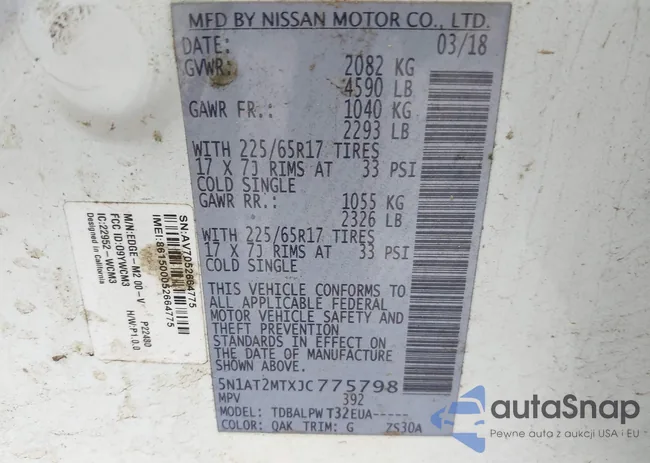 MFD BY NISSAN MOTOR CO., LTD.
DATE: 03/18
GVWR: 2082 KG
4590 LB
GAWR FR.: 1040 KG
2293 LB
WITH 225/65R17 TIRES
17 X 7J RIMS AT 33 PSI
COLD SINGLE
GAWR RR.: 1055 KG
2326 LB
WITH 225/65R17 TIRES
17 X 7J RIMS AT 33 PSI
COLD SINGLE
THIS VEHICLE CONFORMS TO
ALL APPLICABLE FEDERAL
MOTOR VEHICLE SAFETY AND
THEFT PREVENTION
STANDARDS IN EFFECT ON
THE DATE OF MANUFACTURE
SHOWN ABOVE.
5N1AT2MTXJC775798
MPV 392
MODEL: TDBALPWT32EUA-----
COLOR: QAK TRIM: G ZS30A
SN:AV7052664775
IMEI:861500052664775
M/N:EDGE-M2 00-V P22480
FCC ID:09YWCM3 H/W:P1.0.0
IC:22952-WCM3
Designed in California
autoSnap
Pewne auta z aukcji USA i EU